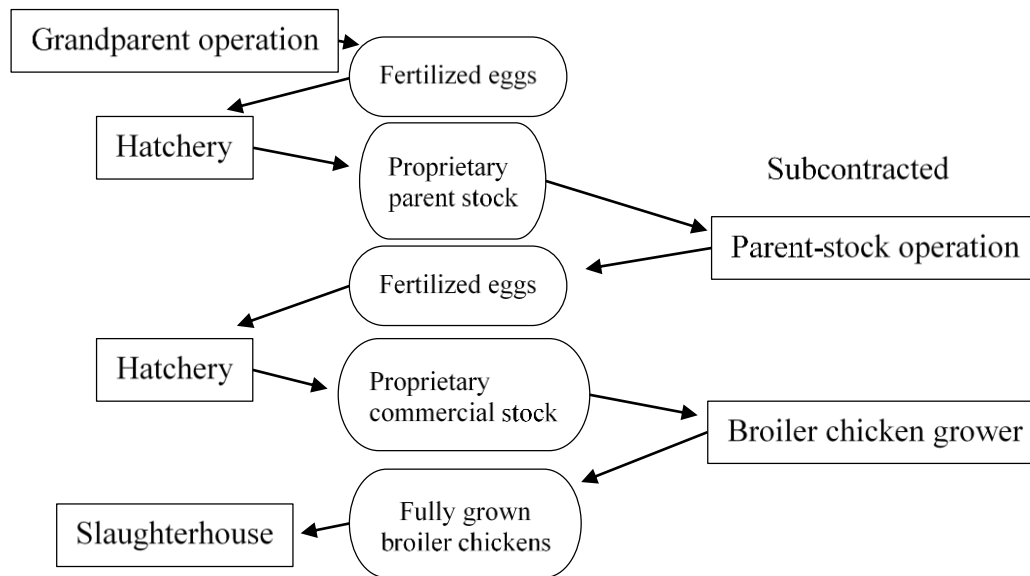 Grandparent operation
Fertilized eggs
Hatchery
Proprietary
parent stock
Subcontracted
Parent-stock operation
Fertilized eggs
Hatchery
Proprietary
commercial stock
Broiler chicken grower
Fully grown
broiler chickens
Slaughterhouse